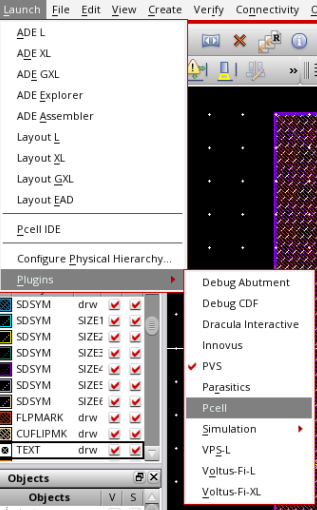 Launch File Edit View Create Verify Connectivity
ADE L
ADE XL
ADE GXL
ADE Explorer
ADE Assembler
Layout L
Layout XL
Layout GXL
Layout EAD
Pcell IDE
Configure Physical Hierarchy...
Plugins
Debug Abutment
Debug CDF
Dracula Interactive
Innovus
PVS
Parasitics
Pcell
Simulation
VPS-L
Voltus-Fi-L
Voltus-Fi-XL
SDSYM drw
SDSYM SIZE1
SDSYM SIZE2
SDSYM SIZE3
SDSYM SIZE4
SDSYM SIZE5
SDSYM SIZE6
FLPMARK drw
CUFLIPMK drw
TEXT drw
Objects
Objects V S